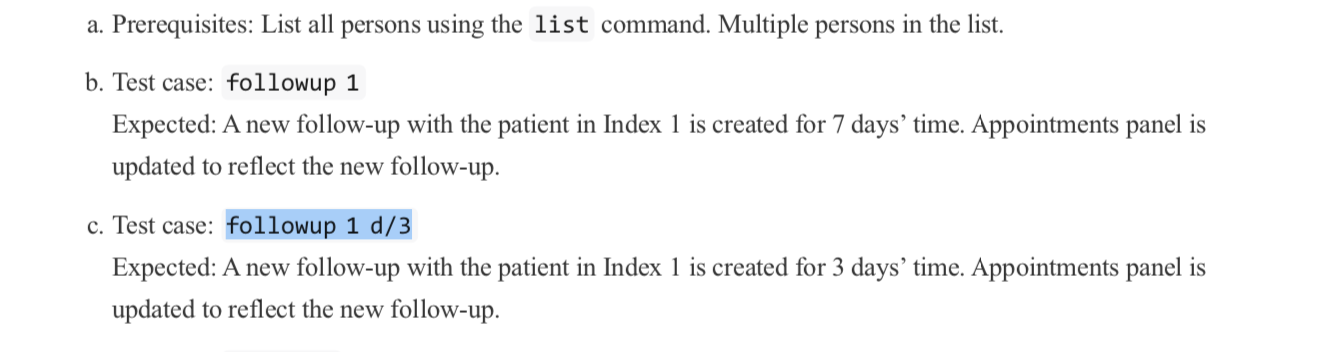 a. Prerequisites: List all persons using the list command. Multiple persons in the list.
b. Test case: followup 1
Expected: A new follow-up with the patient in Index 1 is created for 7 days’ time. Appointments panel is
updated to reflect the new follow-up.
c. Test case: followup 1 d/3
Expected: A new follow-up with the patient in Index 1 is created for 3 days’ time. Appointments panel is
updated to reflect the new follow-up.